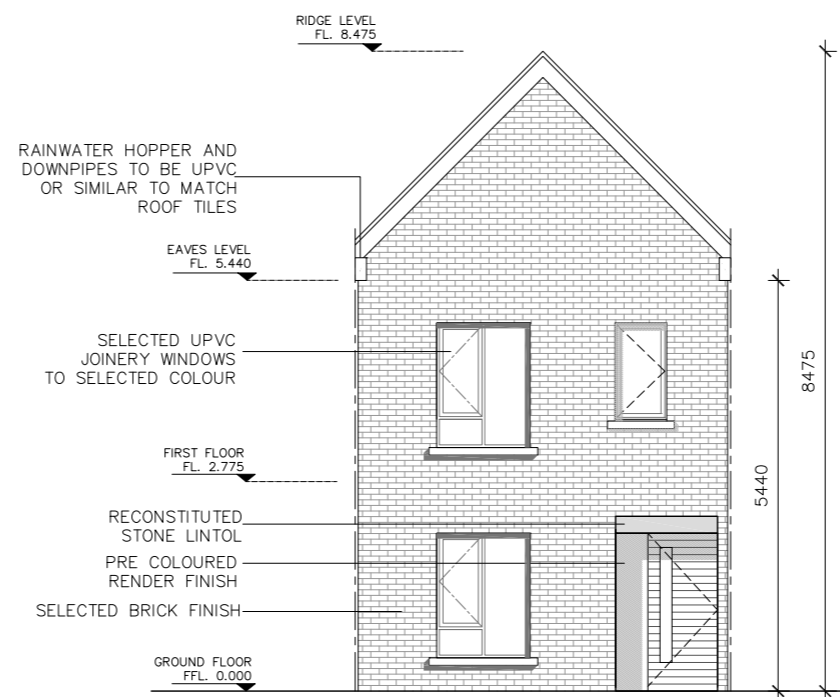 RIDGE LEVEL
FL. 8.475
RAINWATER HOPPER AND
DOWNPIPES TO BE UPVC
OR SIMILAR TO MATCH
ROOF TILES
EAVES LEVEL
FL. 5.440
SELECTED UPVC
JOINERY WINDOWS
TO SELECTED COLOUR
FIRST FLOOR
FL. 2.775
RECONSTITUTED
STONE LINTOL
PRE COLOURED
RENDER FINISH
SELECTED BRICK FINISH
GROUND FLOOR
FFL. 0.000
5440
8475